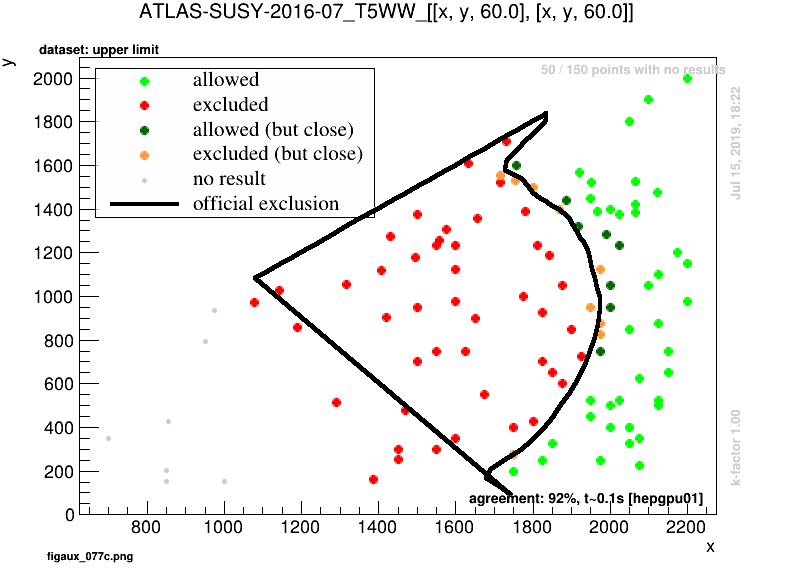 ATLAS-SUSY-2016-07_T5WW_[[x, y, 60.0], [x, y, 60.0]]
dataset: upper limit
y
50 / 150 points with no results
allowed
excluded
allowed (but close)
excluded (but close)
no result
official exclusion
Jul 15, 2019, 18:22
k-factor 1.00
2000
1800
1600
1400
1200
1000
800
600
400
200
0
agreement: 92%, t~0.1s [hepgpu01]
800 1000 1200 1400 1600 1800 2000 2200
x
figaux_077c.png